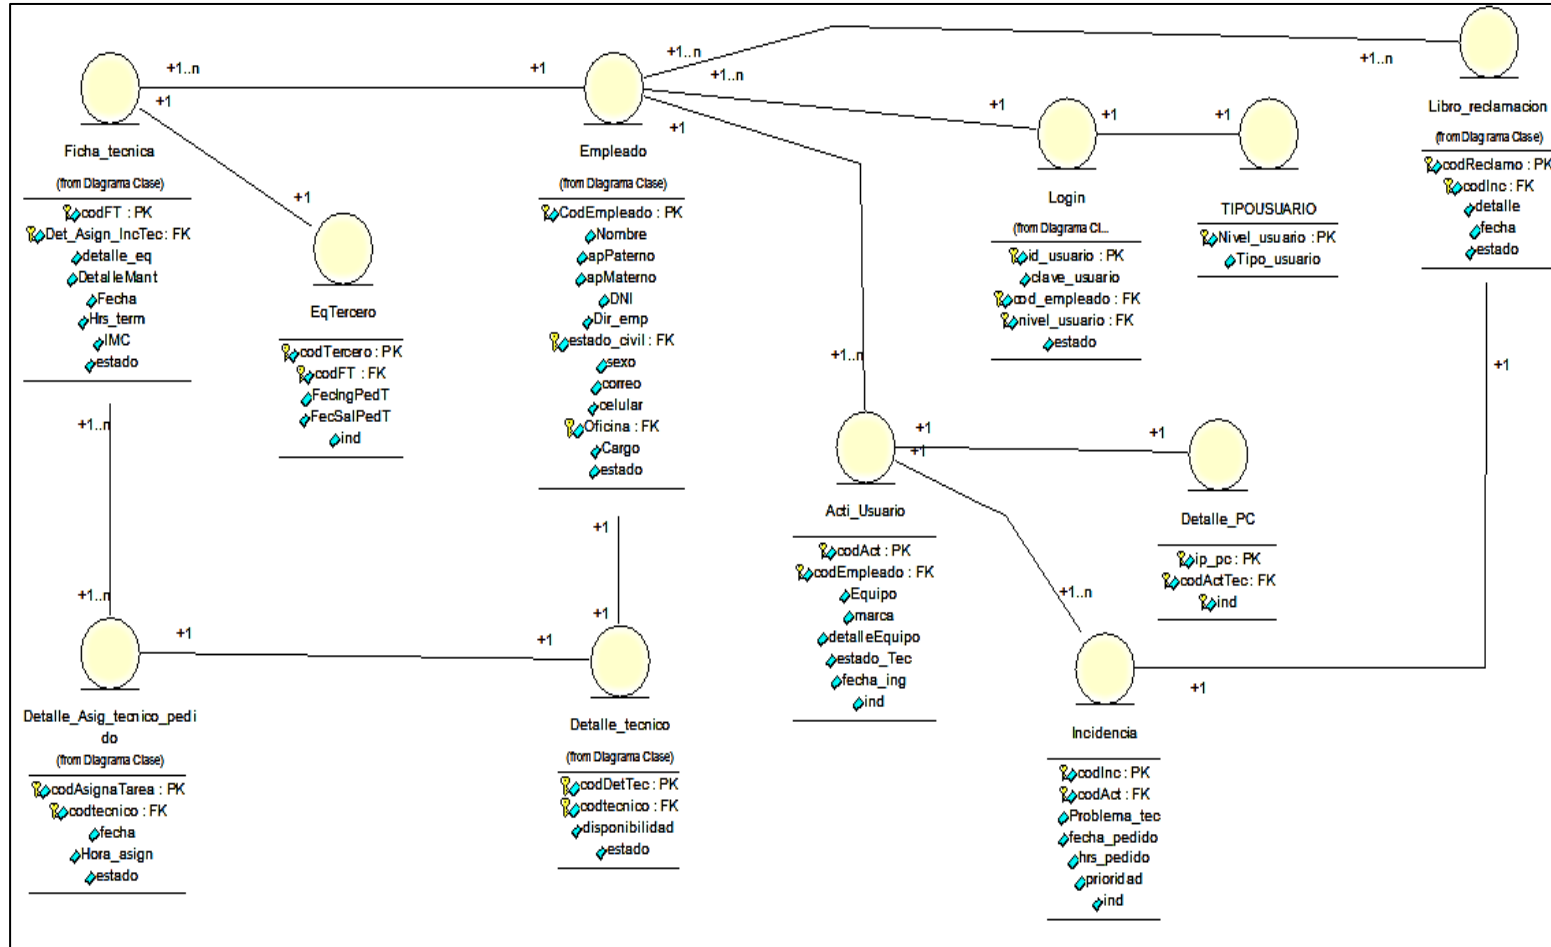 +1..n
+1
+1
+1
Ficha_tecnica
(from Diagrama Clase)
codFT : PK
Det_Asign_IncTec: FK
detalle_eq
DetalleMant
Fecha
Hrs_term
IMC
estado
+1..n
EqTercero
codTercero: PK
codFT : FK
FecIngPedT
FecSalPedT
ind
+1..n
+1..n
+1
Empleado
(from Diagrama Clase)
CodEmpleado : PK
Nombre
apPaterno
apMaterno
DNI
Dir_emp
estado_civil : FK
sexo
correo
celular
Oficina : FK
Cargo
estado
+1
+1..n
+1
+1
+1
Login
(from Diagrama Cl...
id_usuario : PK
clave_usuario
cod_empleado : FK
nivel_usuario : FK
estado
TIPOUSUARIO
Nivel_usuario : PK
Tipo_usuario
+1..n
Libro_reclamacion
(from Diagrama Clase)
codReclamo : PK
codInc : FK
detalle
fecha
estado
+1
+1..n
+1
+1
+1
Acti_Usuario
codAct : PK
codEmpleado : FK
Equipo
marca
detalleEquipo
estado_Tec
fecha_ing
ind
Detalle_PC
ip_pc : PK
codActTec: FK
ind
+1..n
+1
Incidencia
codInc : PK
codAct : FK
Problema_tec
fecha_pedido
hrs_pedido
prioridad
ind
+1
+1
+1
Detalle_Asig_tecnico_pedi
do
(from Diagrama Clase)
codAsignaTarea : PK
codtecnico : FK
fecha
Hora_asign
estado
Detalle_tecnico
(from Diagrama Clase)
codDetTec : PK
codtecnico : FK
disponibilidad
estado